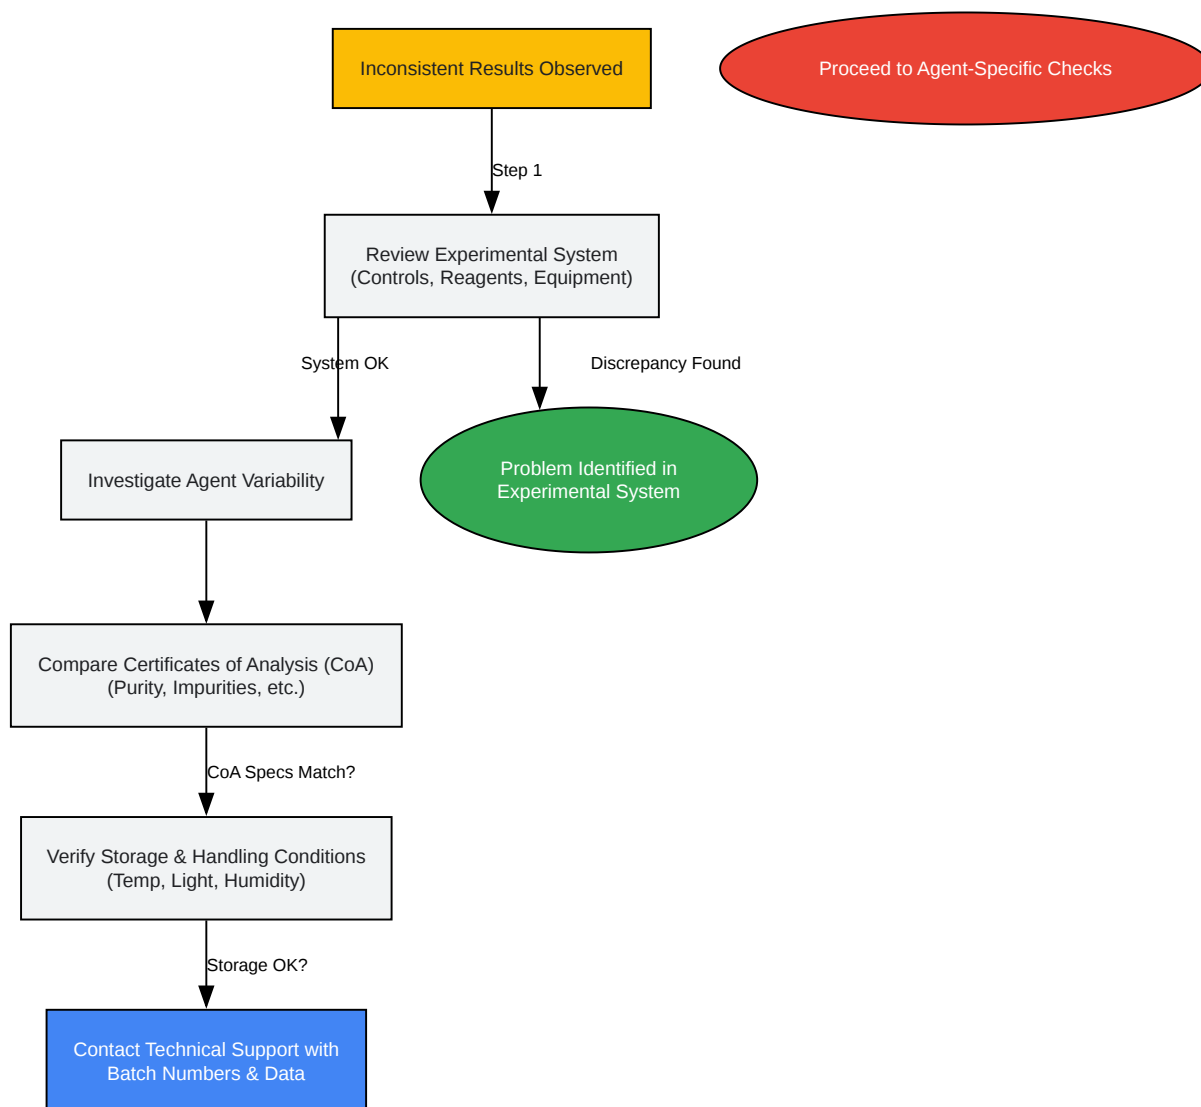 Inconsistent Results Observed
Proceed to Agent-Specific Checks
Step 1
Review Experimental System
(Controls, Reagents, Equipment)
System OK
Discrepancy Found
Investigate Agent Variability
Problem Identified in
Experimental System
Compare Certificates of Analysis (CoA)
(Purity, Impurities, etc.)
CoA Specs Match?
Verify Storage & Handling Conditions
(Temp, Light, Humidity)
Storage OK?
Contact Technical Support with
Batch Numbers & Data